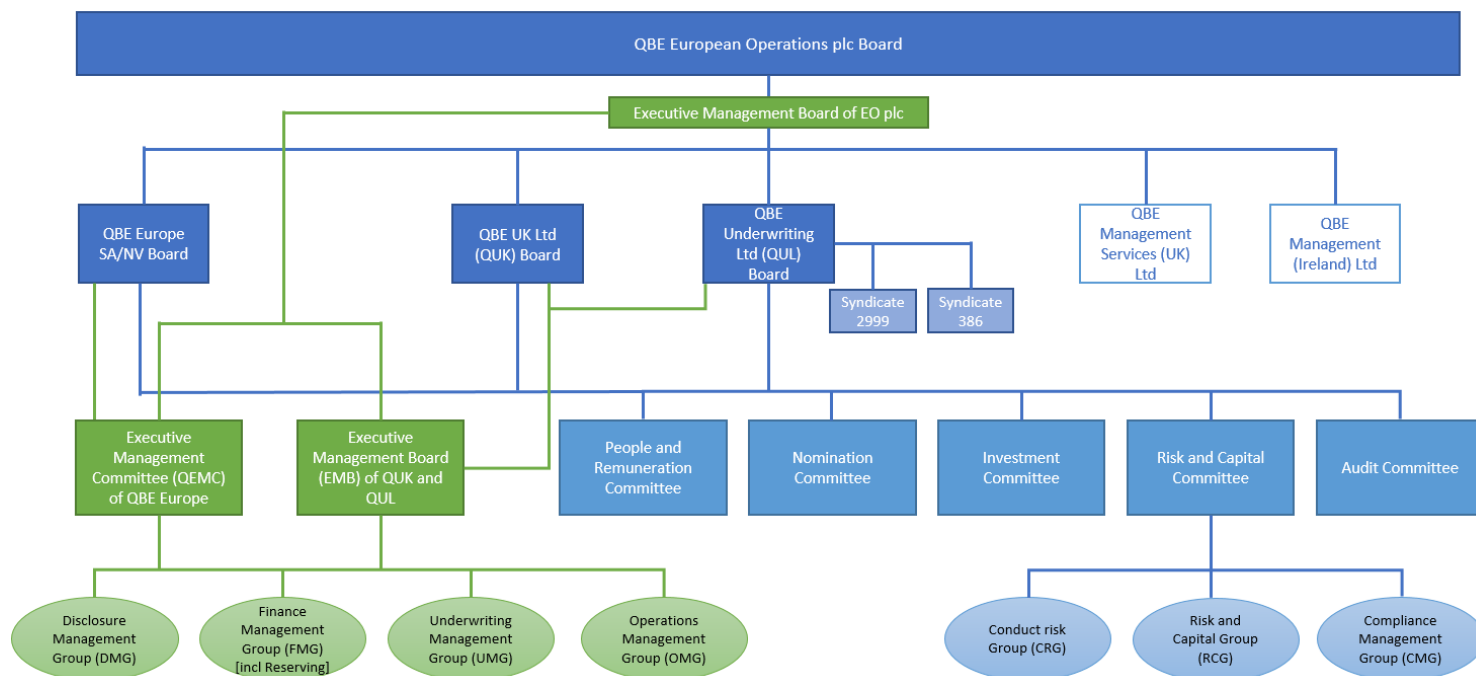 QBE European Operations plc Board
Executive Management Board of EO plc
QBE Europe
SA/NV Board
QBE UK Ltd
(QUK) Board
QBE
Underwriting
Ltd (QUL)
Board
QBE
Management
Services (UK)
Ltd
QBE
Management
(Ireland) Ltd
Syndicate
2999
Syndicate
386
Executive
Management
Committee (QEMC)
of QBE Europe
Executive
Management Board
(EMB) of QUK and
QUL
People and
Remuneration
Committee
Nomination
Committee
Investment
Committee
Risk and Capital
Committee
Audit Committee
Disclosure
Management
Group (DMG)
Finance
Management
Group (FMG)
[incl Reserving]
Underwriting
Management
Group (UMG)
Operations
Management
Group (OMG)
Conduct risk
Group (CRG)
Risk and
Capital Group
(RCG)
Compliance
Management
Group (CMG)